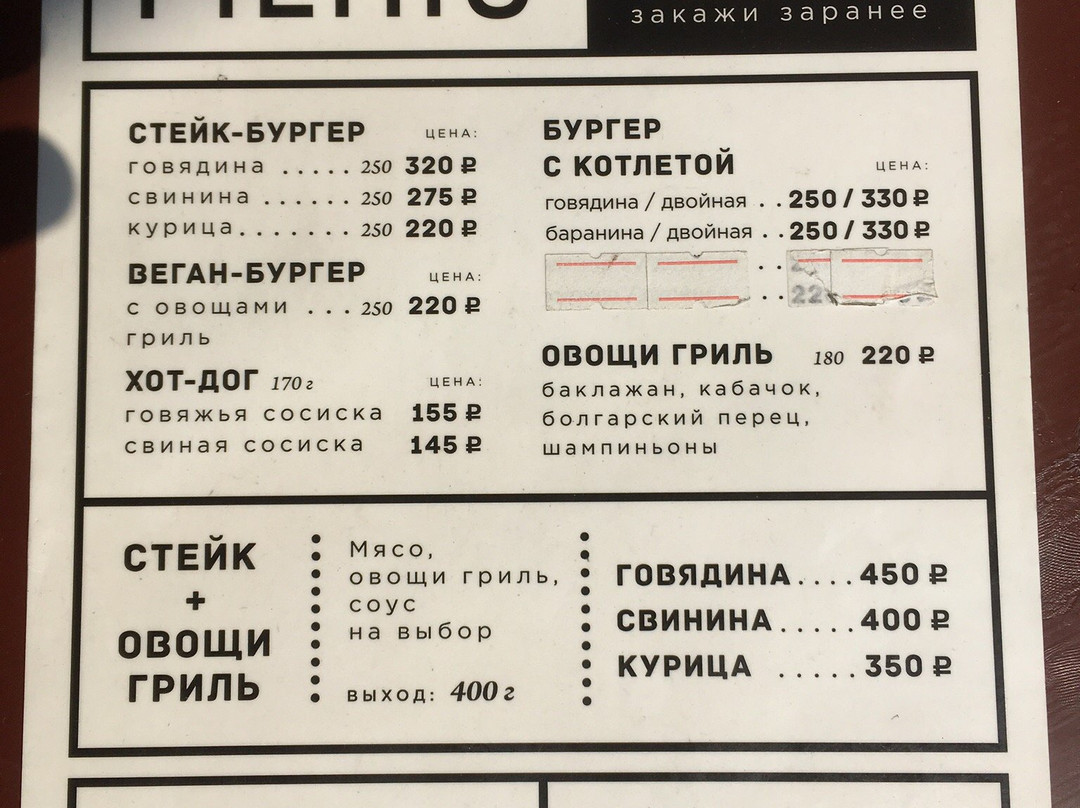 закажи заранее
СТЕЙК-БУРГЕР ЦЕНА:
говядина ..... 250 320 ₽
свинина ...... 250 275 ₽
курица....... 250 220 ₽
ВЕГАН-БУРГЕР ЦЕНА:
с овощами ... 250 220 ₽
гриль
ХОТ-ДОГ 170 г ЦЕНА:
говяжья сосиска 155 ₽
свиная сосиска 145 ₽
БУРГЕР
С КОТЛЕТОЙ ЦЕНА:
говядина / двойная ..250 / 330 ₽
баранина / двойная ..250 / 330 ₽
ОВОЩИ ГРИЛЬ 180 220 ₽
баклажан, кабачок,
болгарский перец,
шампиньоны
СТЕЙК
+
ОВОЩИ
ГРИЛЬ
Мясо,
овощи гриль,
соус
на выбор
выход: 400 г
ГОВЯДИНА....450 ₽
СВИНИНА.....400 ₽
КУРИЦА .....350 ₽